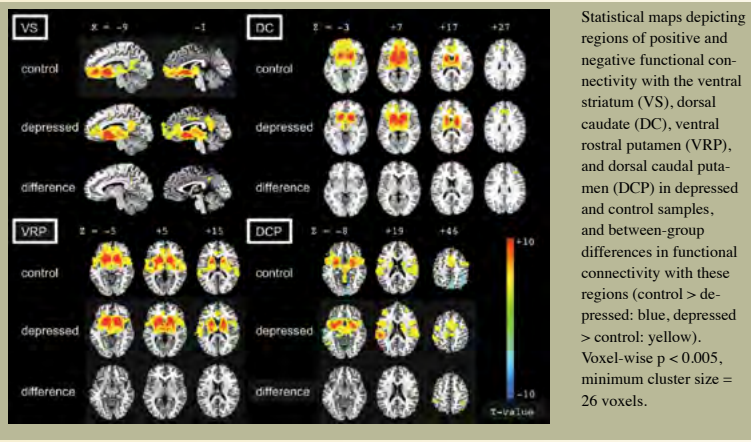 VS
X = -9 -1
control
depressed
difference
DC
Z = -3 +7 +17 +27
control
depressed
difference
VRP
Z = -5 +5 +15
control
depressed
difference
DCP
Z = -8 +19 +46
control
depressed
difference
+10
-10
T-value
Statistical maps depicting
regions of positive and
negative functional con-
nectivity with the ventral
striatum (VS), dorsal
caudate (DC), ventral
rostral putamen (VRP),
and dorsal caudal puta-
men (DCP) in depressed
and control samples,
and between-group
differences in functional
connectivity with these
regions (control > de-
pressed: blue, depressed
> control: yellow).
Voxel-wise p < 0.005,
minimum cluster size =
26 voxels.